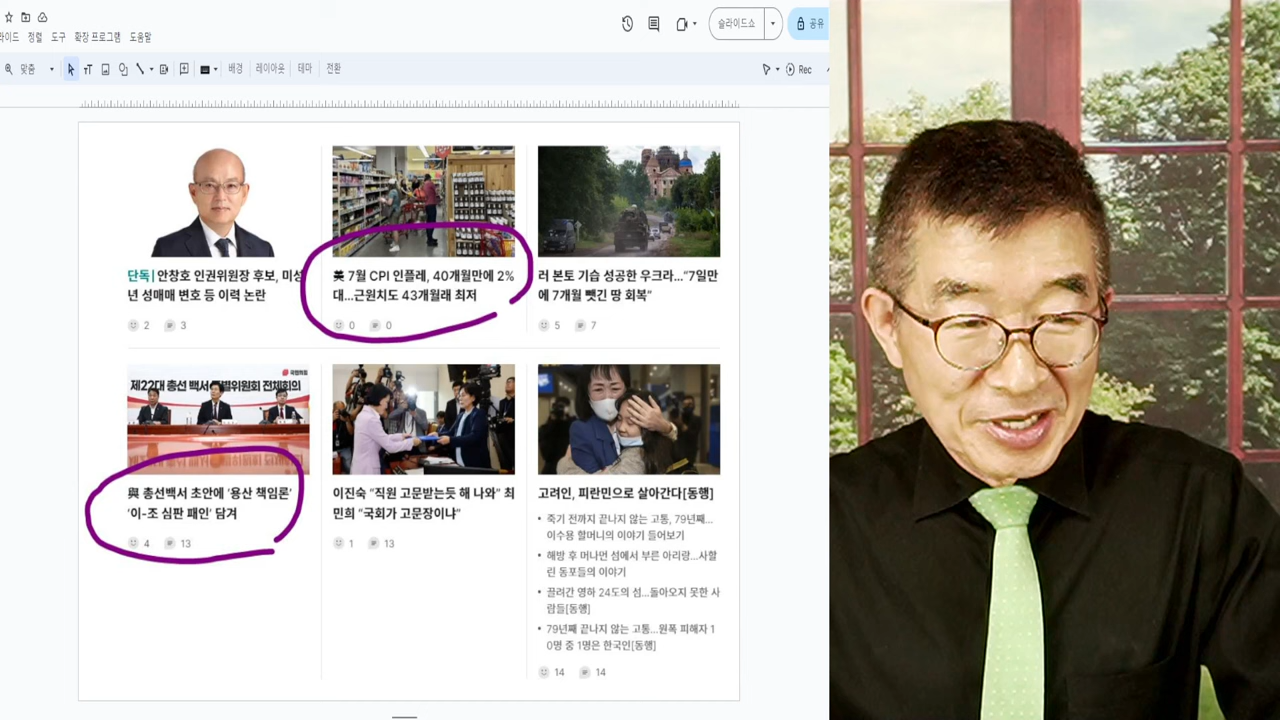 라이드 정렬 도구 확장 프로그램 도움말
슬라이드쇼
공유
맞춤
배경
레이아웃
테마
전환
Rec
단독| 안창호 인권위원장 후보, 미성
년 성매매 변호 등 이력 논란
2 3
美 7월 CPI 인플레, 40개월만에 2%
대…근원치도 43개월래 최저
0 0
러 본토 기습 성공한 우크라…“7일만
에 7개월 뺏긴 땅 회복”
5 7
국민의힘
제22대 총선 백서 특별위원회 전체회의
與 총선백서 초안에 ‘용산 책임론’
‘이-조 심판 패인’ 담겨
4 13
이진숙 “직원 고문받는듯 해 나와” 최
민희 “국회가 고문장이냐”
1 13
고려인, 피란민으로 살아간다[동행]
• 죽기 전까지 끝나지 않는 고통, 79년째…
이수용 할머니의 이야기 들어보기
• 해방 후 머나먼 섬에서 부른 아리랑…사할
린 동포들의 이야기
• 끌려간 영하 24도의 섬…돌아오지 못한 사
람들[동행]
• 79년째 끝나지 않는 고통…원폭 피해자 1
0명 중 1명은 한국인[동행]
14 14